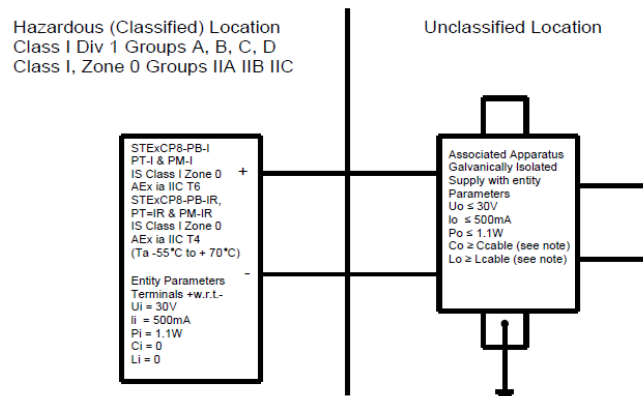 Hazardous (Classified) Location
Class I Div 1 Groups A, B, C, D
Class I, Zone 0 Groups IIA IIB IIC
Unclassified Location
STExCP8-PB-I
PT-I & PM-I
IS Class I Zone 0
AEx ia IIC T6
STExCP8-PB-IR,
PT=IR & PM-IR
IS Class I Zone 0
AEx ia IIC T4
(Ta -55°C to + 70°C)
Entity Parameters
Terminals +w.r.t.-
Ui = 30V
Ii = 500mA
Pi = 1.1W
Ci = 0
Li = 0
+
-
Associated Apparatus
Galvanically Isolated
Supply with entity
Parameters
Uo ≤ 30V
Io ≤ 500mA
Po ≤ 1.1W
Co ≥ Ccable (see note)
Lo ≥ Lcable (see note)